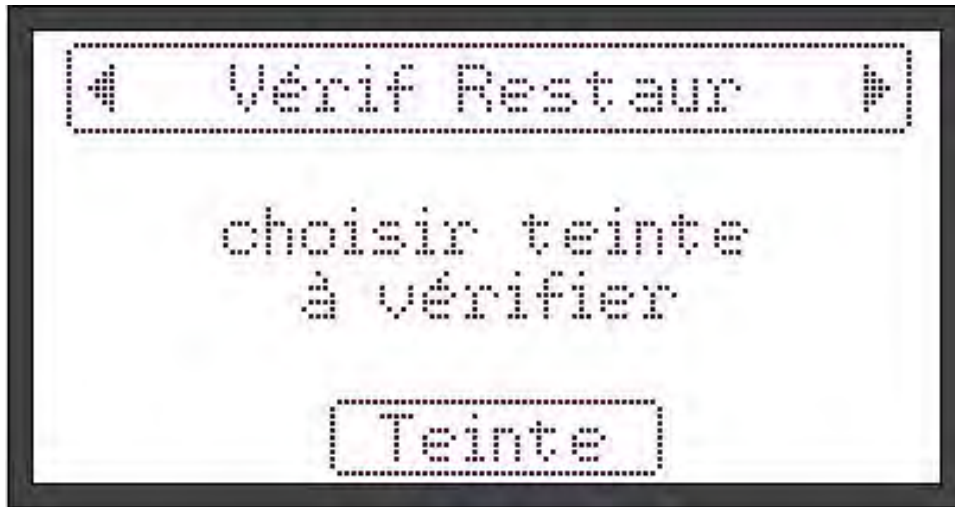 Vérif Restaur
choisir teinte
à vérifier
Teinte